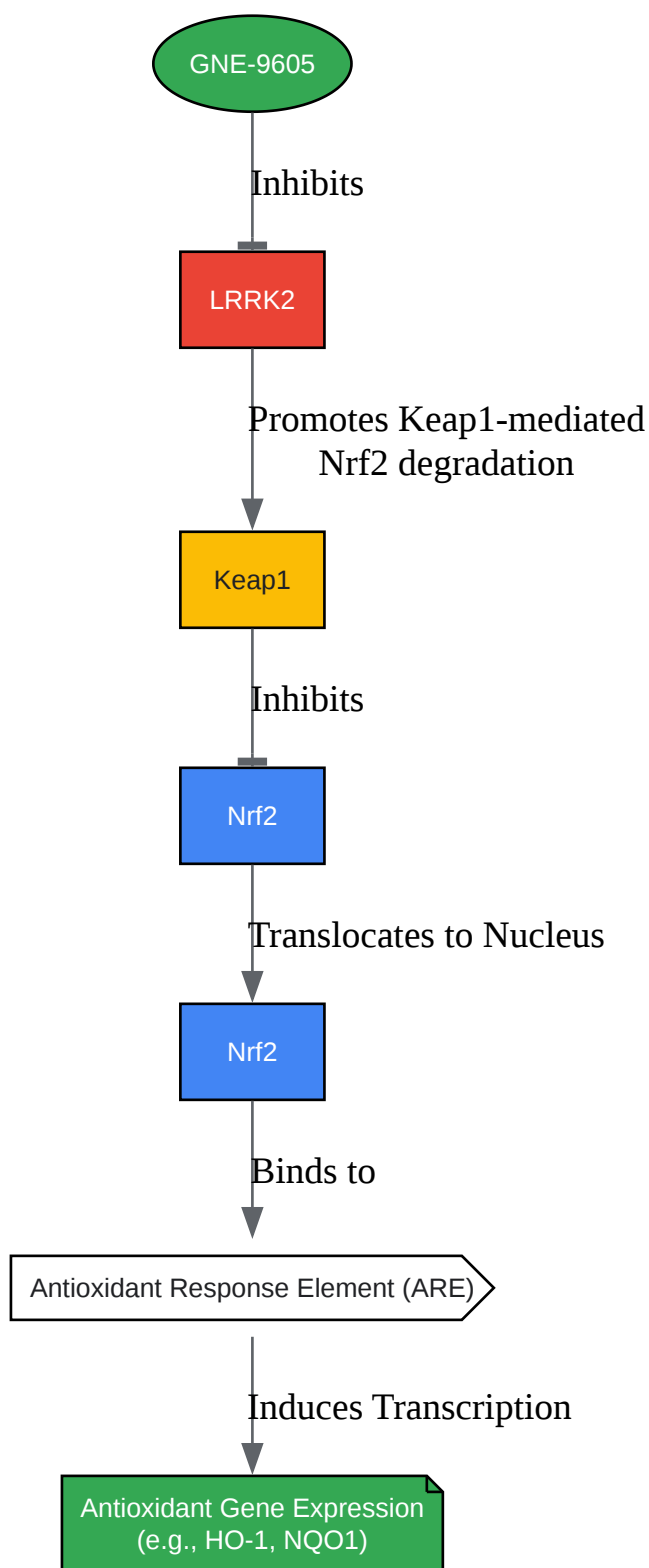 GNE-9605
Inhibits
LRRK2
Promotes Keap1-mediated
Nrf2 degradation
Keap1
Inhibits
Nrf2
Translocates to Nucleus
Nrf2
Binds to
Antioxidant Response Element (ARE)
Induces Transcription
Antioxidant Gene Expression
(e.g., HO-1, NQO1)